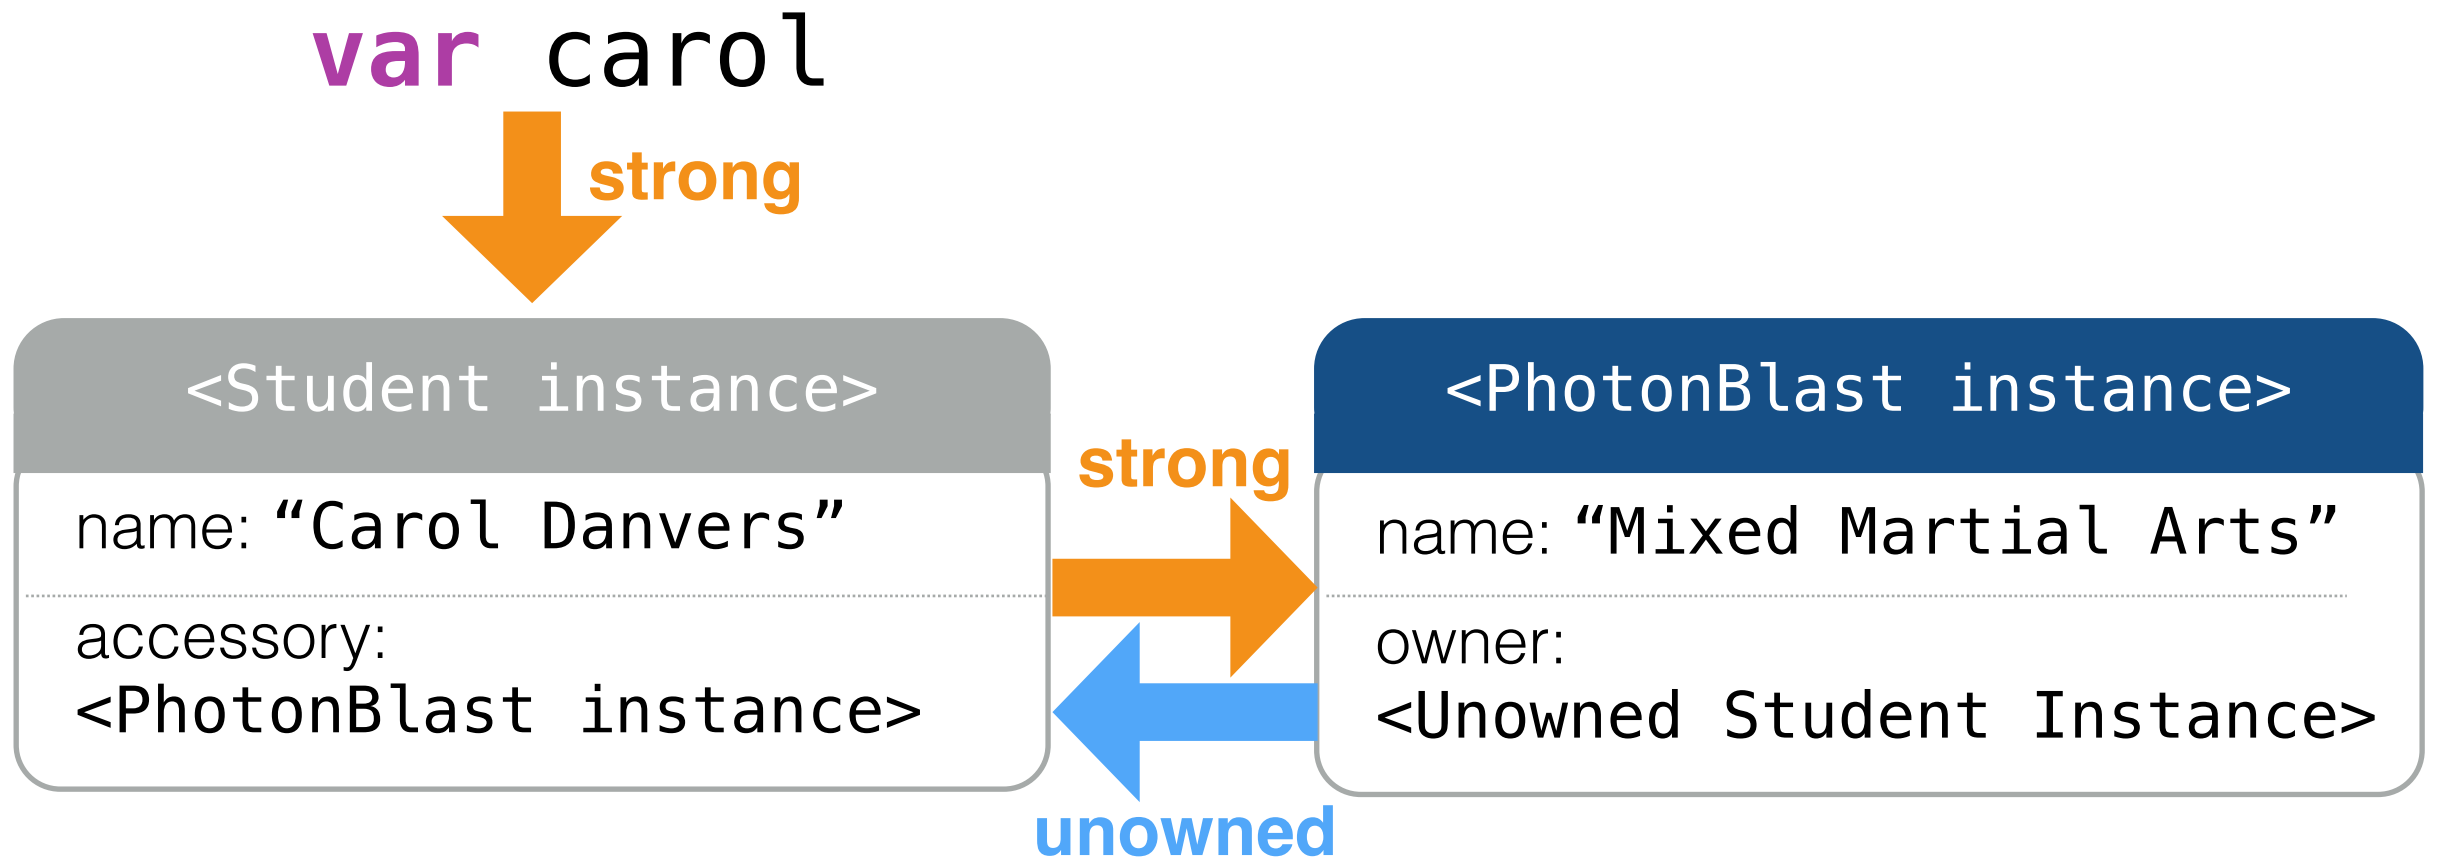 var carol
strong
<Student instance>
name: “Carol Danvers”
accessory:
<PhotonBlast instance>
strong
unowned
<PhotonBlast instance>
name: “Mixed Martial Arts”
owner:
<Unowned Student Instance>